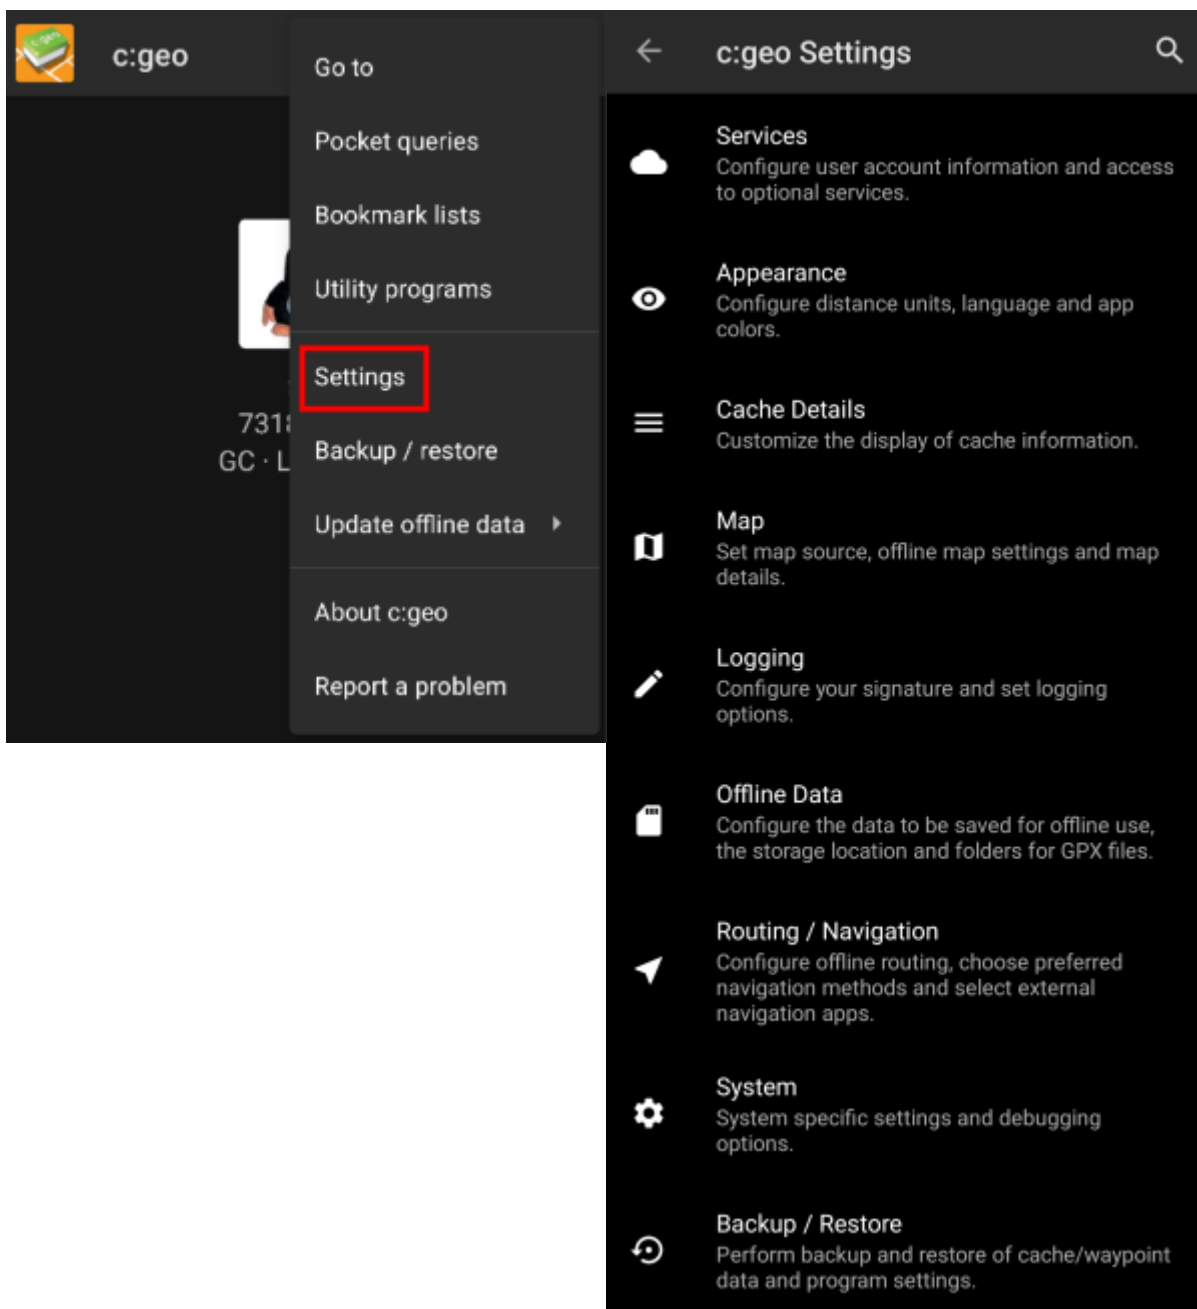 c:geo
Go to
Pocket queries
Bookmark lists
Utility programs
Settings
7318
Backup / restore
GC · L
Update offline data
About c:geo
Report a problem
c:geo Settings
Services
Configure user account information and access
to optional services.
Appearance
Configure distance units, language and app
colors.
Cache Details
Customize the display of cache information.
Map
Set map source, offline map settings and map
details.
Logging
Configure your signature and set logging
options.
Offline Data
Configure the data to be saved for offline use,
the storage location and folders for GPX files.
Routing / Navigation
Configure offline routing, choose preferred
navigation methods and select external
navigation apps.
System
System specific settings and debugging
options.
Backup / Restore
Perform backup and restore of cache/waypoint
data and program settings.